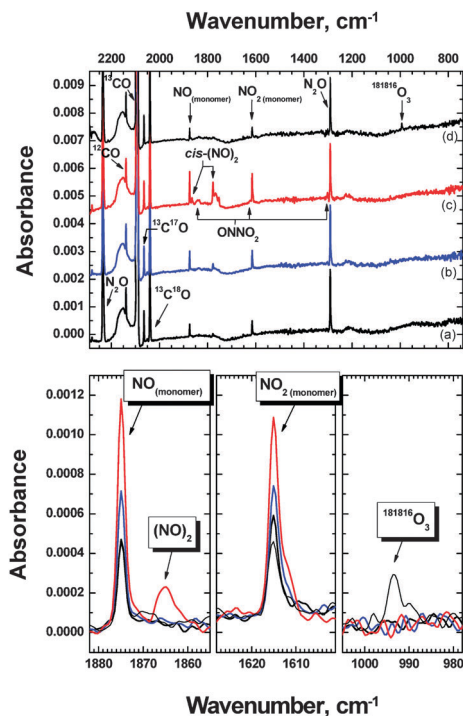 Wavenumber, cm⁻¹
2200 2000 1800 1600 1400 1200 1000 800
Absorbance
0.009
0.008
0.007
0.006
0.005
0.004
0.003
0.002
0.001
0.000
¹³CO
NO(monomer)
NO₂ (monomer)
N₂O
¹⁸¹⁸¹⁶O₃
(d)
¹²CO
cis-(NO)₂
(c)
ONNO₂
¹³C¹⁷O
(b)
N₂O
¹³C¹⁸O
(a)
Absorbance
0.0012
0.0010
0.0008
0.0006
0.0004
0.0002
0.0000
NO(monomer)
(NO)₂
NO₂ (monomer)
¹⁸¹⁸¹⁶O₃
1880 1870 1860 1620 1610 1000 990 980
Wavenumber, cm⁻¹